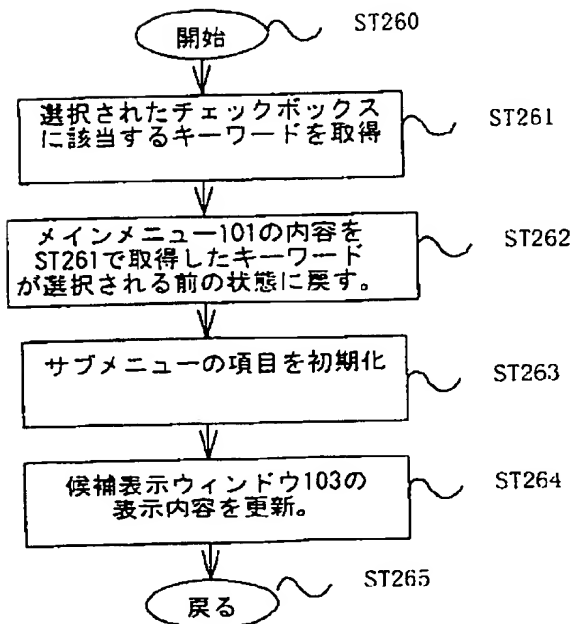 開始
ST260
選択されたチェックボックス
に該当するキーワードを取得
ST261
メインメニュー101の内容を
ST261で取得したキーワード
が選択される前の状態に戻す。
ST262
サブメニューの項目を初期化
ST263
候補表示ウィンドウ103の
表示内容を更新。
ST264
戻る
ST265